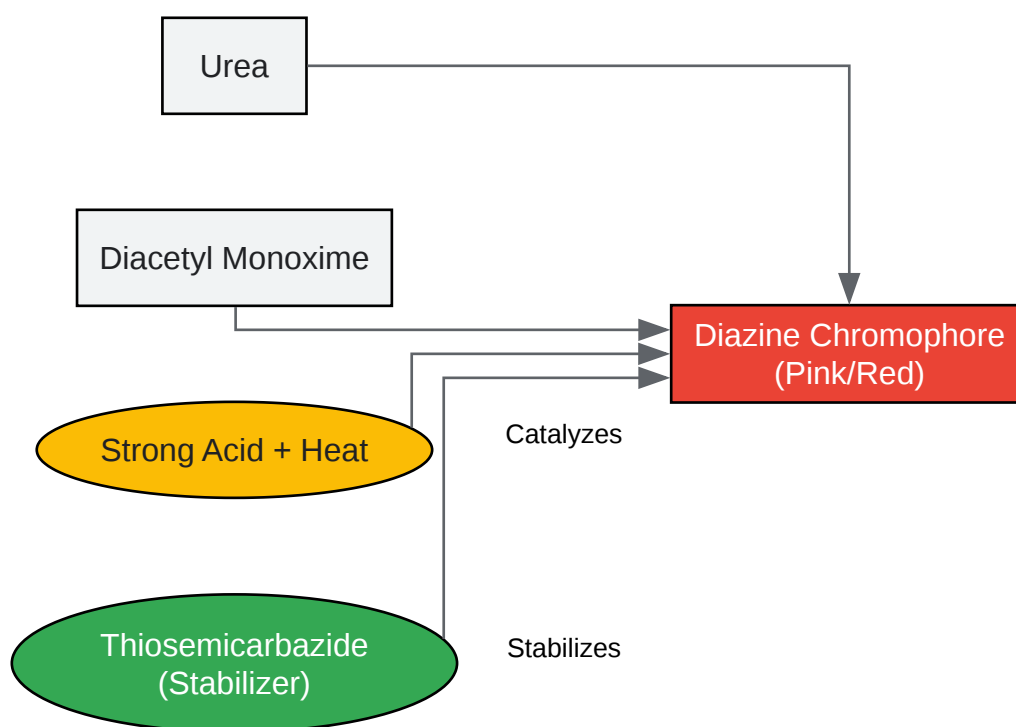 Urea
Diacetyl Monoxime
Diazine Chromophore
(Pink/Red)
Strong Acid + Heat
Catalyzes
Thiosemicarbazide
(Stabilizer)
Stabilizes